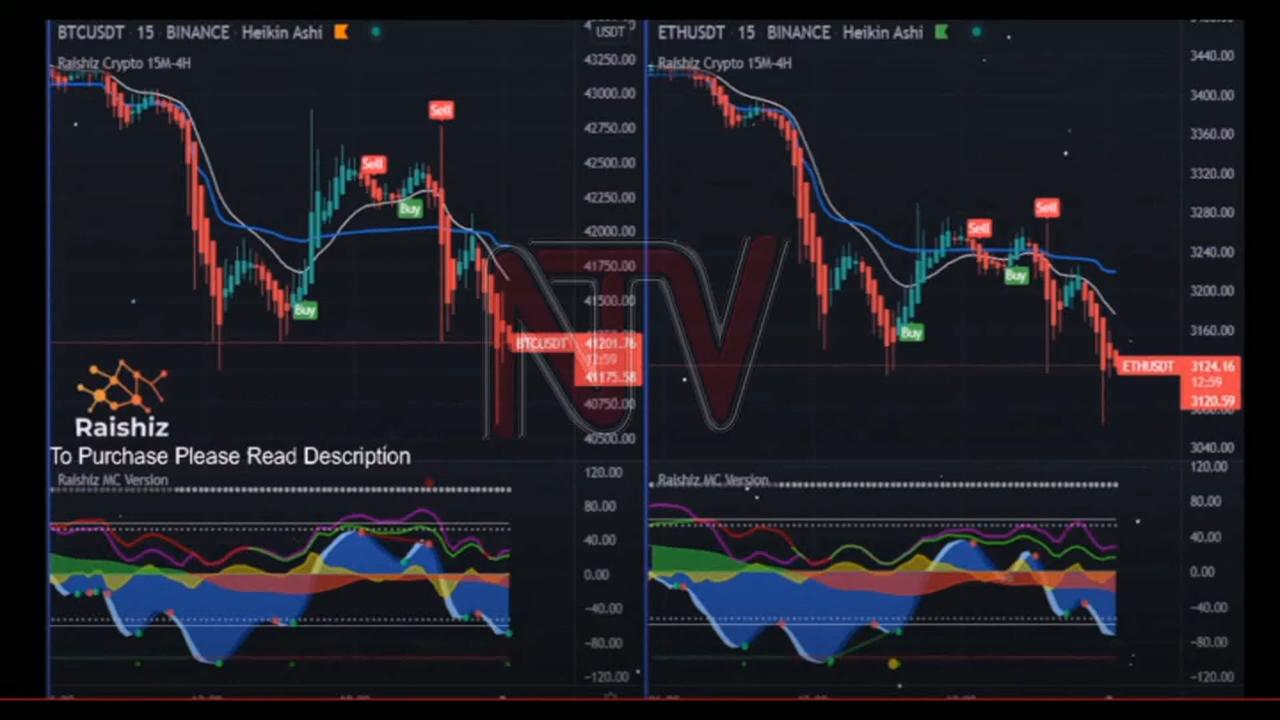 BTCUSDT 15 BINANCE Heikin Ashi
USDT
Raishiz Crypto 15M-4H
43250.00
43000.00
42750.00
42500.00
42250.00
42000.00
41750.00
41500.00
BTCUSDT 41201.76
12:59
41175.58
40750.00
40500.00
Sell
Sell
Buy
Buy
Raishiz
To Purchase Please Read Description
Raishiz MC Version
120.00
80.00
40.00
0.00
-40.00
-80.00
-120.00
ETHUSDT 15 BINANCE Heikin Ashi
Raishiz Crypto 15M-4H
3440.00
3400.00
3360.00
3320.00
3280.00
3240.00
3200.00
3160.00
ETHUSDT 3124.16
12:59
3120.59
3040.00
Sell
Sell
Buy
Buy
NTV
Raishiz MC Version
120.00
80.00
40.00
0.00
-40.00
-80.00
-120.00